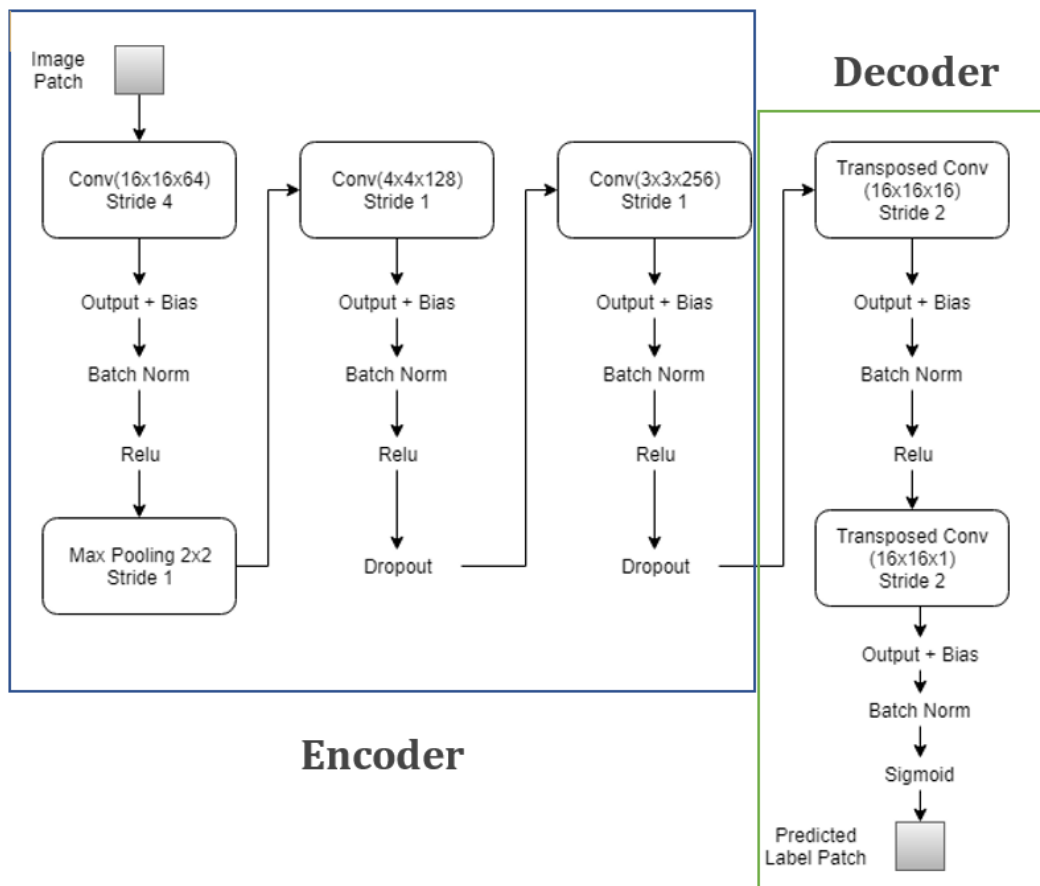 Image
Patch
Conv(16x16x64)
Stride 4
Output + Bias
Batch Norm
Relu
Max Pooling 2x2
Stride 1
Conv(4x4x128)
Stride 1
Output + Bias
Batch Norm
Relu
Dropout
Conv(3x3x256)
Stride 1
Output + Bias
Batch Norm
Relu
Dropout
Encoder
Decoder
Transposed Conv
(16x16x16)
Stride 2
Output + Bias
Batch Norm
Relu
Transposed Conv
(16x16x1)
Stride 2
Output + Bias
Batch Norm
Sigmoid
Predicted
Label Patch